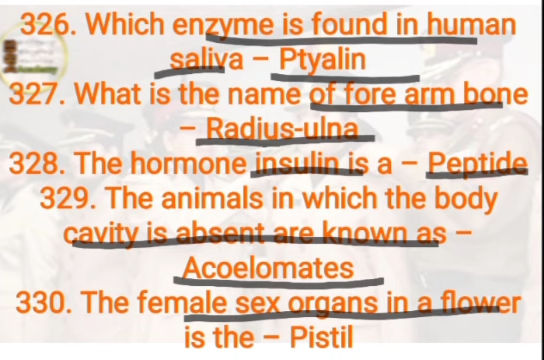 326. Which enzyme is found in human
saliva – Ptyalin
327. What is the name of fore arm bone
– Radius-ulna
328. The hormone insulin is a – Peptide
329. The animals in which the body
cavity is absent are known as –
Acoelomates
330. The female sex organs in a flower
is the – Pistil